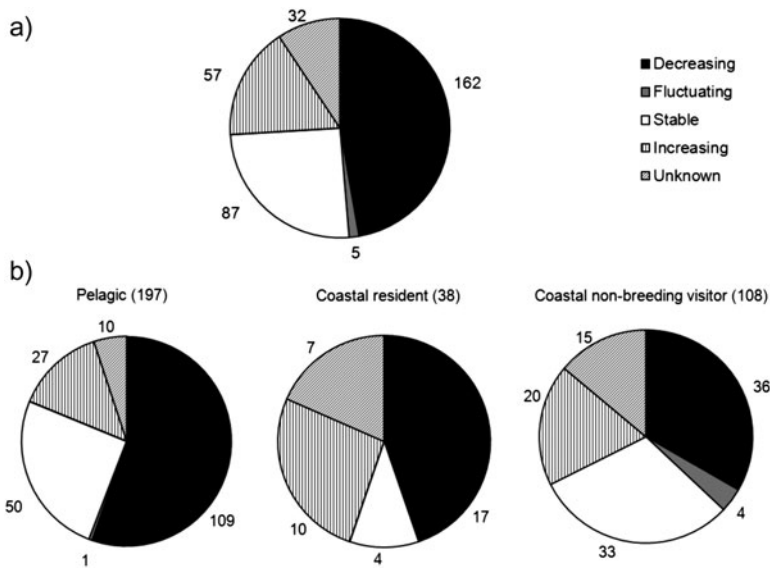 a)
32
57
162
87
5
Decreasing
Fluctuating
Stable
Increasing
Unknown
b)
Pelagic (197)
10
27
50
1
109
Coastal resident (38)
7
10
4
17
Coastal non-breeding visitor (108)
15
20
36
33
4